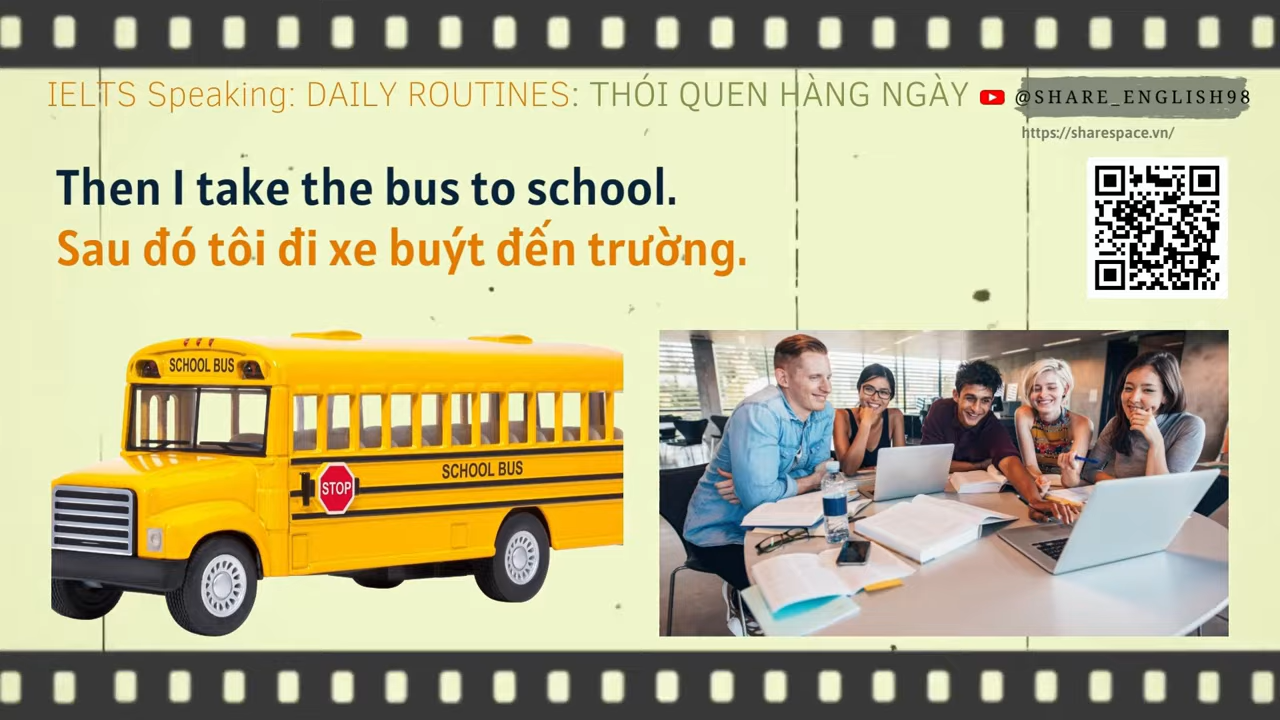 IELTS Speaking: DAILY ROUTINES: THÓI QUEN HÀNG NGÀY
@SHARE_ENGLISH98
https://sharespace.vn/
Then I take the bus to school.
Sau đó tôi đi xe buýt đến trường.
SCHOOL BUS
SCHOOL BUS
STOP